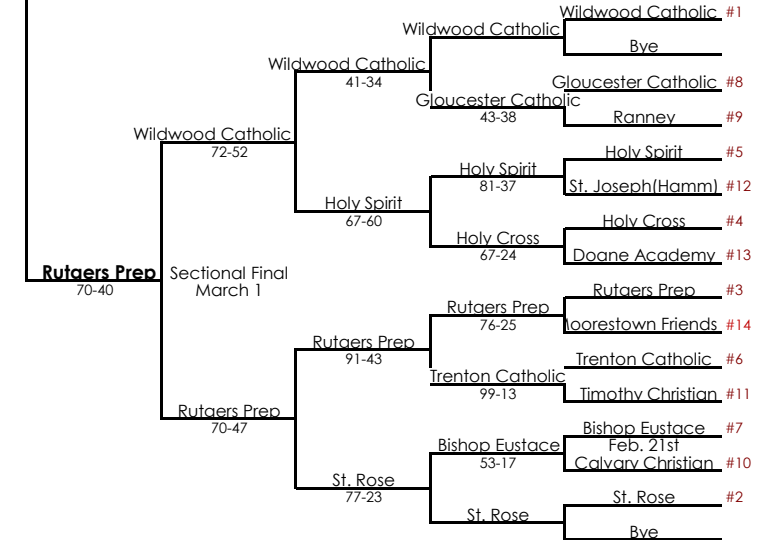 Wildwood Catholic #1
Wildwood Catholic
Bye
Wildwood Catholic
41-34
Gloucester Catholic #8
Gloucester Catholic
43-38
Ranney #9
Wildwood Catholic
72-52
Holy Spirit #5
Holy Spirit
81-37
St. Joseph(Hamm) #12
Holy Spirit
67-60
Holy Cross #4
Holy Cross
67-24
Doane Academy #13
Rutgers Prep
70-40
Sectional Final
March 1
Rutgers Prep #3
Rutgers Prep
76-25
Moorestown Friends #14
Rutgers Prep
91-43
Trenton Catholic #6
Trenton Catholic
99-13
Timothy Christian #11
Rutgers Prep
70-47
Bishop Eustace #7
Feb. 21st
Bishop Eustace
53-17
Calvary Christian #10
St. Rose
77-23
St. Rose #2
St. Rose
Bye